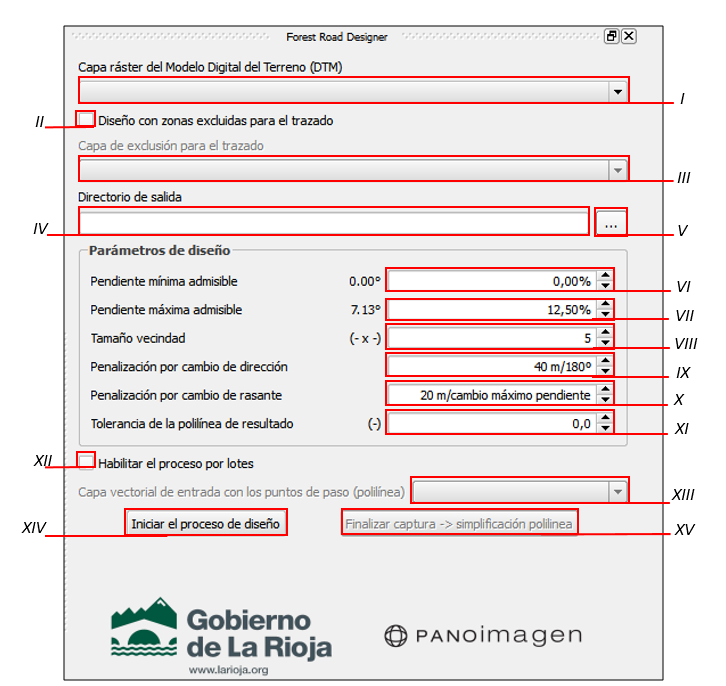 Forest Road Designer
Capa ráster del Modelo Digital del Terreno (DTM)
I
II Diseño con zonas excluidas para el trazado
Capa de exclusión para el trazado
III
Directorio de salida
IV ... V
Parámetros de diseño
Pendiente mínima admisible 0.00° 0,00% VI
Pendiente máxima admisible 7.13° 12,50% VII
Tamaño vecindad (- x -) 5 VIII
Penalización por cambio de dirección 40 m/180º IX
Penalización por cambio de rasante 20 m/cambio máximo pendiente X
Tolerancia de la polilínea de resultado (-) 0,0 XI
XII Habilitar el proceso por lotes
Capa vectorial de entrada con los puntos de paso (polilínea) XIII
XIV Iniciar el proceso de diseño Finalizar captura -> simplificación polilinea XV
Gobierno
de La Rioja
www.larioja.org
PANOimagen